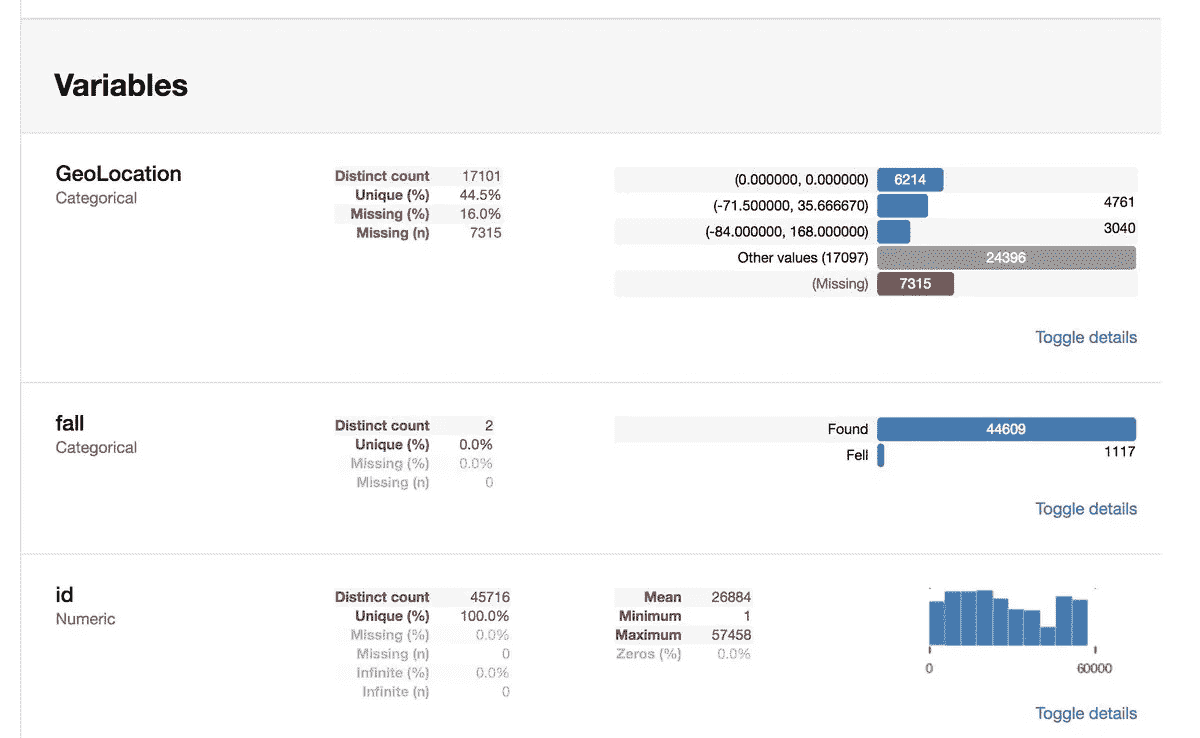 Variables
GeoLocation
Categorical
Distinct count 17101
Unique (%) 44.5%
Missing (%) 16.0%
Missing (n) 7315
(0.000000, 0.000000) 6214
(-71.500000, 35.666670) 4761
(-84.000000, 168.000000) 3040
Other values (17097) 24396
(Missing) 7315
Toggle details
fall
Categorical
Distinct count 2
Unique (%) 0.0%
Missing (%) 0.0%
Missing (n) 0
Found 44609
Fell 1117
Toggle details
id
Numeric
Distinct count 45716
Unique (%) 100.0%
Missing (%) 0.0%
Missing (n) 0
Infinite (%) 0.0%
Infinite (n) 0
Mean 26884
Minimum 1
Maximum 57458
Zeros (%) 0.0%
0 60000
Toggle details